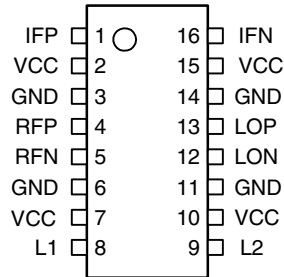 IFP 1 16 IFN
VCC 2 15 VCC
GND 3 14 GND
RFP 4 13 LOP
RFN 5 12 LON
GND 6 11 GND
VCC 7 10 VCC
L1 8 9 L2